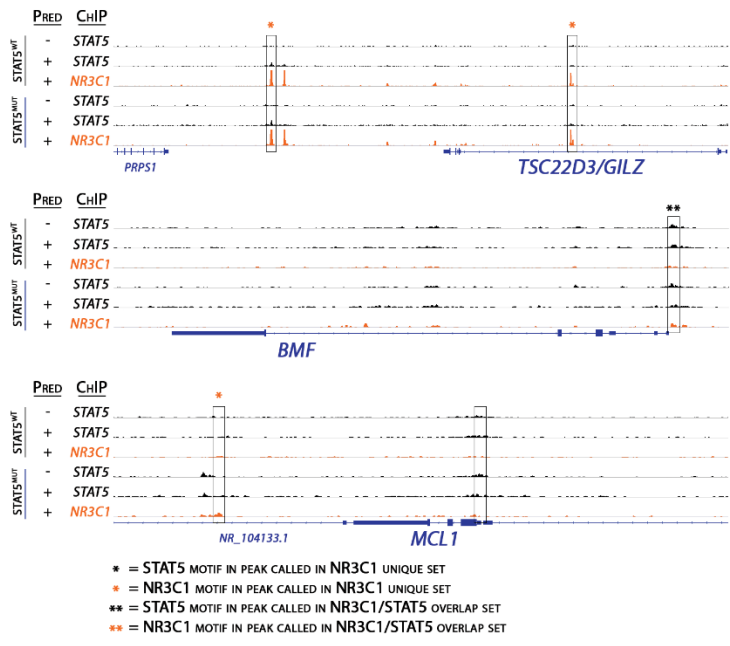 PRED ChIP *
STAT5WT - STAT5
+ STAT5
+ NR3C1
STAT5MUT - STAT5
+ STAT5
+ NR3C1
PRPS1 TSC22D3/GILZ
PRED ChIP **
STAT5WT - STAT5
+ STAT5
+ NR3C1
STAT5MUT - STAT5
+ STAT5
+ NR3C1
BMF
PRED ChIP *
STAT5WT - STAT5
+ STAT5
+ NR3C1
STAT5MUT - STAT5
+ STAT5
+ NR3C1
NR_104133.1 MCL1
* = STAT5 MOTIF IN PEAK CALLED IN NR3C1 UNIQUE SET
* = NR3C1 MOTIF IN PEAK CALLED IN NR3C1 UNIQUE SET
** = STAT5 MOTIF IN PEAK CALLED IN NR3C1/STAT5 OVERLAP SET
** = NR3C1 MOTIF IN PEAK CALLED IN NR3C1/STAT5 OVERLAP SET